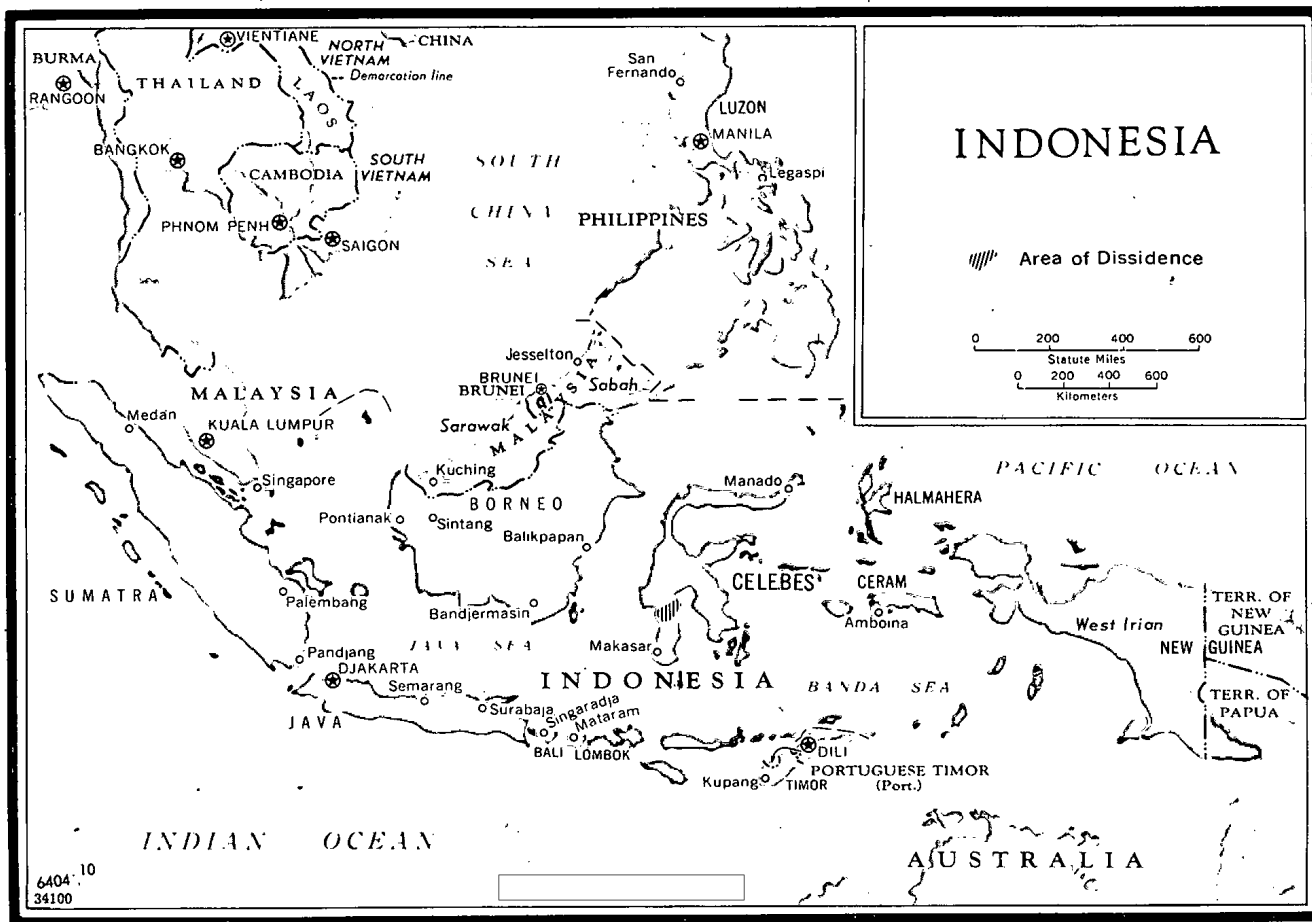 VIENTIANE
NORTH
VIETNAM
CHINA
Demarcation line
BURMA
RANGOON
THAILAND
LAOS
BANGKOK
CAMBODIA
SOUTH
VIETNAM
PHNOM PENH
SAIGON
SOUTH
CHINA
SEA
San
Fernando
LUZON
MANILA
Legaspi
PHILIPPINES
INDONESIA
Area of Dissidence
0 200 400 600
Statute Miles
0 200 400 600
Kilometers
Jesselton
BRUNEI
BRUNEI
Sabah
MALAYSIA
Sarawak
MALAYSIA
Medan
KUALA LUMPUR
Singapore
Kuching
BORNEO
Pontianak
Sintang
Balikpapan
Manado
HALMAHERA
PACIFIC OCEAN
SUMATRA
Palembang
Bandjermasin
CELEBES
CERAM
Amboina
West Irian
TERR. OF
NEW
GUINEA
NEW GUINEA
TERR. OF
PAPUA
JAVA SEA
Makasar
Pandjang
DJAKARTA
Semarang
Surabaja
Singaradja
Mataram
INDONESIA
BANDA SEA
JAVA
BALI
LOMBOK
DILI
PORTUGUESE TIMOR
(Port.)
Kupang
TIMOR
INDIAN OCEAN
AUSTRALIA
6404 10
34100